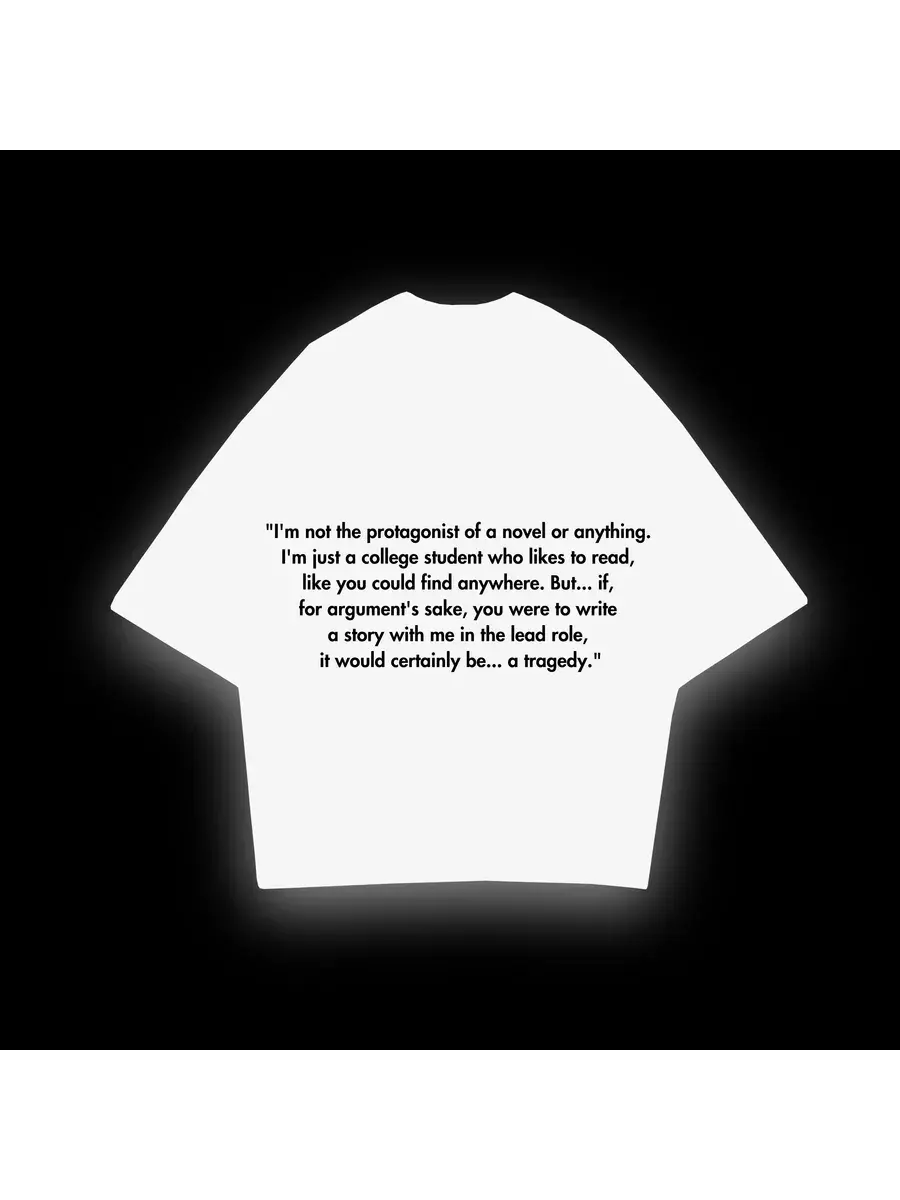 "I'm not the protagonist of a novel or anything.
I'm just a college student who likes to read,
like you could find anywhere. But... if,
for argument's sake, you were to write
a story with me in the lead role,
it would certainly be... a tragedy."